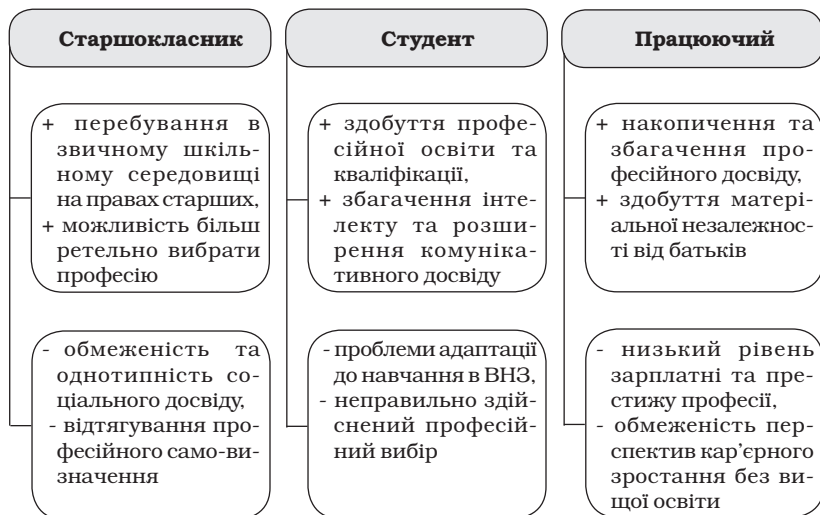 Старшокласник
+ перебування в
звичному шкіль-
ному середовищі
на правах старших,
+ можливість більш
ретельно вибрати
професію
- обмеженість та
однотипність со-
ціального досвіду,
- відтягування про-
фесійного само-ви-
значення
Студент
+ здобуття профе-
сійної освіти та
кваліфікації,
+ збагачення інте-
лекту та розши-
рення комуніка-
тивного досвіду
- проблеми адаптації
до навчання в ВНЗ,
- неправильно здій-
снений професій-
ний вибір
Працюючий
+ накопичення та
збагачення про-
фесійного досвіду,
+ здобуття матері-
альної незалежнос-
ті від батьків
- низький рівень
зарплатні та пре-
стижу професії,
- обмеженість пер-
спектив кар’єрного
зростання без ви-
щої освіти